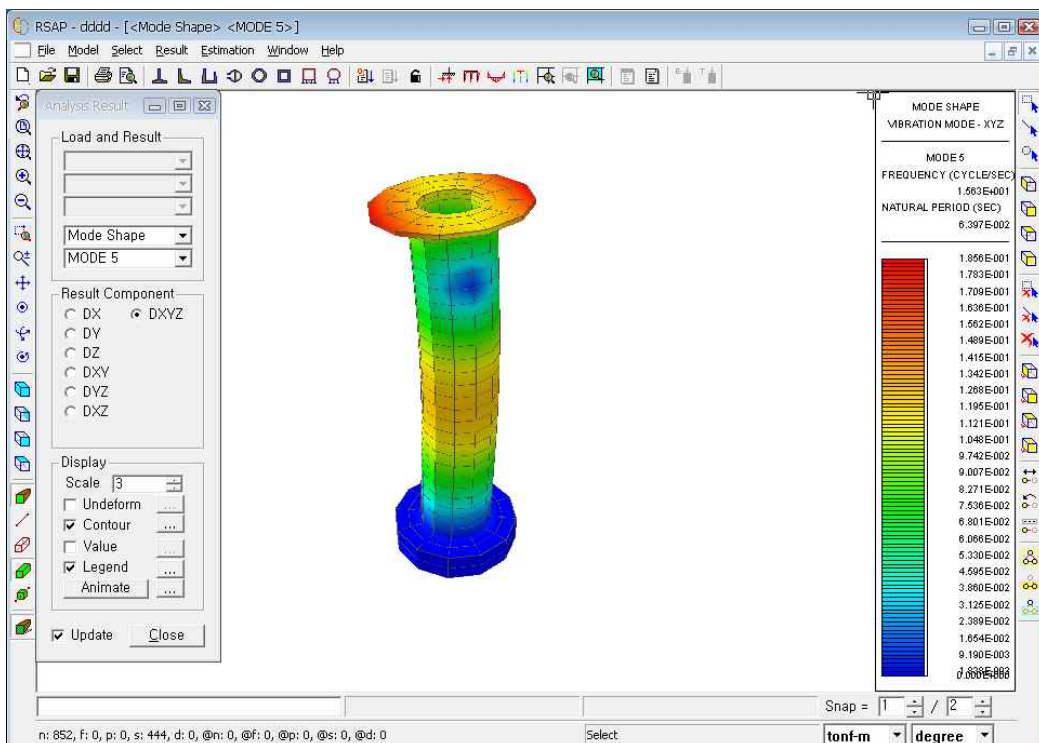 RSAP - dddd - [<Mode Shape> <MODE 5>]
File Model Select Result Estimation Window Help
Analysis Result
Load and Result
Mode Shape
MODE 5
Result Component
DX DXYZ
DY
DZ
DXY
DYZ
DXZ
Display
Scale 3
Undeform ...
Contour ...
Value ...
Legend ...
Animate ...
Update Close
MODE SHAPE
VIBRATION MODE - XYZ
MODE 5
FREQUENCY (CYCLE/SEC)
1.563E+001
NATURAL PERIOD (SEC)
6.397E-002
1.856E-001
1.783E-001
1.709E-001
1.636E-001
1.562E-001
1.489E-001
1.415E-001
1.342E-001
1.268E-001
1.195E-001
1.121E-001
1.048E-001
9.742E-002
9.007E-002
8.271E-002
7.536E-002
6.801E-002
6.066E-002
5.330E-002
4.595E-002
3.860E-002
3.125E-002
2.389E-002
1.654E-002
9.190E-003
1.838E-003
0.000E+000
Snap = 1 / 2
n: 852, f: 0, p: 0, s: 444, d: 0, @n: 0, @f: 0, @p: 0, @s: 0, @d: 0
Select
tonf-m degree